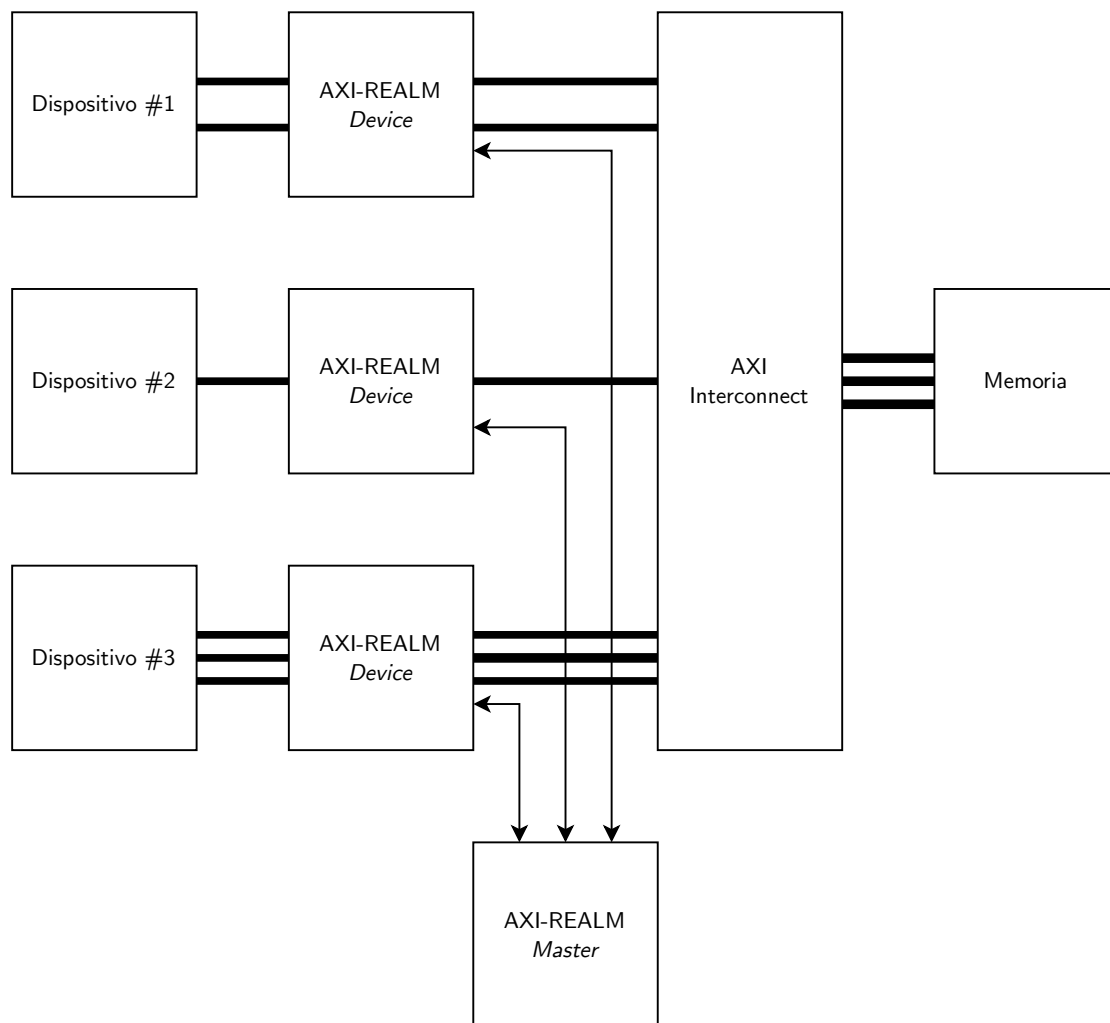 Dispositivo #1
AXI-REALM
Device
Dispositivo #2
AXI-REALM
Device
AXI
Interconnect
Memoria
Dispositivo #3
AXI-REALM
Device
AXI-REALM
Master